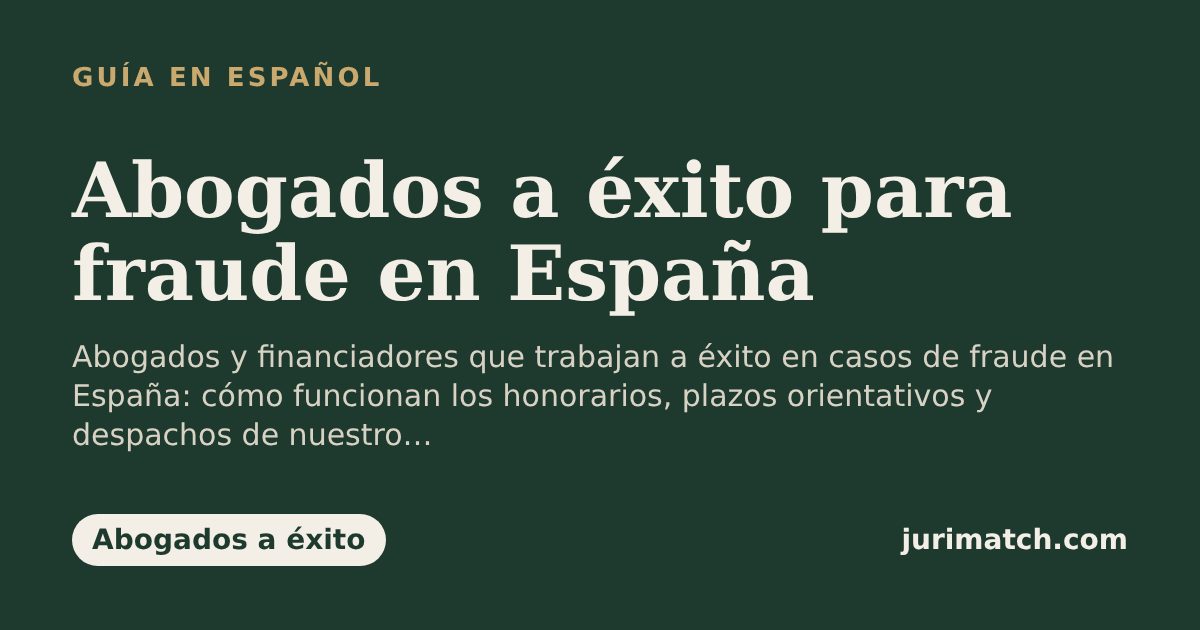 GUÍA EN ESPAÑOL
Abogados a éxito para
fraude en España
Abogados y financiadores que trabajan a éxito en casos de fraude en
España: cómo funcionan los honorarios, plazos orientativos y
despachos de nuestro…
Abogados a éxito
jurimatch.com